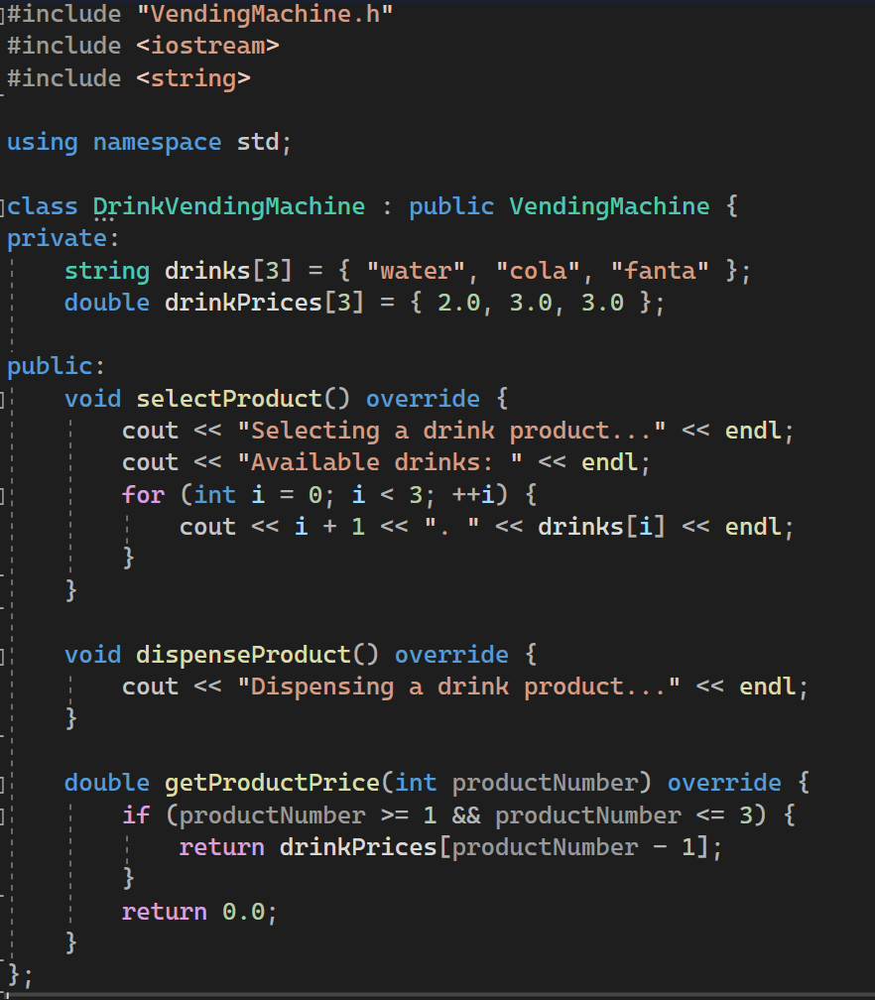 #include "VendingMachine.h"
#include <iostream>
#include <string>
using namespace std;
class DrinkVendingMachine : public VendingMachine {
private:
    string drinks[3] = { "water", "cola", "fanta" };
    double drinkPrices[3] = { 2.0, 3.0, 3.0 };
public:
    void selectProduct() override {
        cout << "Selecting a drink product..." << endl;
        cout << "Available drinks: " << endl;
        for (int i = 0; i < 3; ++i) {
            cout << i + 1 << ". " << drinks[i] << endl;
        }
    }
    void dispenseProduct() override {
        cout << "Dispensing a drink product..." << endl;
    }
    double getProductPrice(int productNumber) override {
        if (productNumber >= 1 && productNumber <= 3) {
            return drinkPrices[productNumber - 1];
        }
        return 0.0;
    }
};